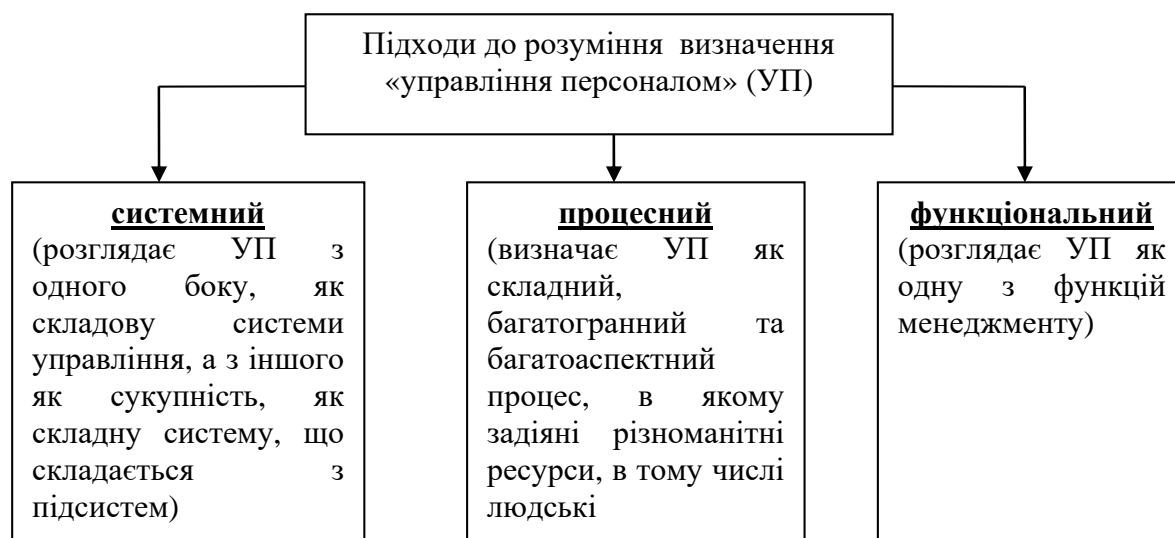 Підходи до розуміння визначення
«управління персоналом» (УП)
системний
(розглядає УП з
одного боку, як
складову системи
управління, а з іншого
як сукупність, як
складну систему, що
складається з
підсистем)
процесний
(визначає УП як
складний,
багатогранний та
багатоаспектний
процес, в якому
задіяні різноманітні
ресурси, в тому числі
людські
функціональний
(розглядає УП як
одну з функцій
менеджменту)